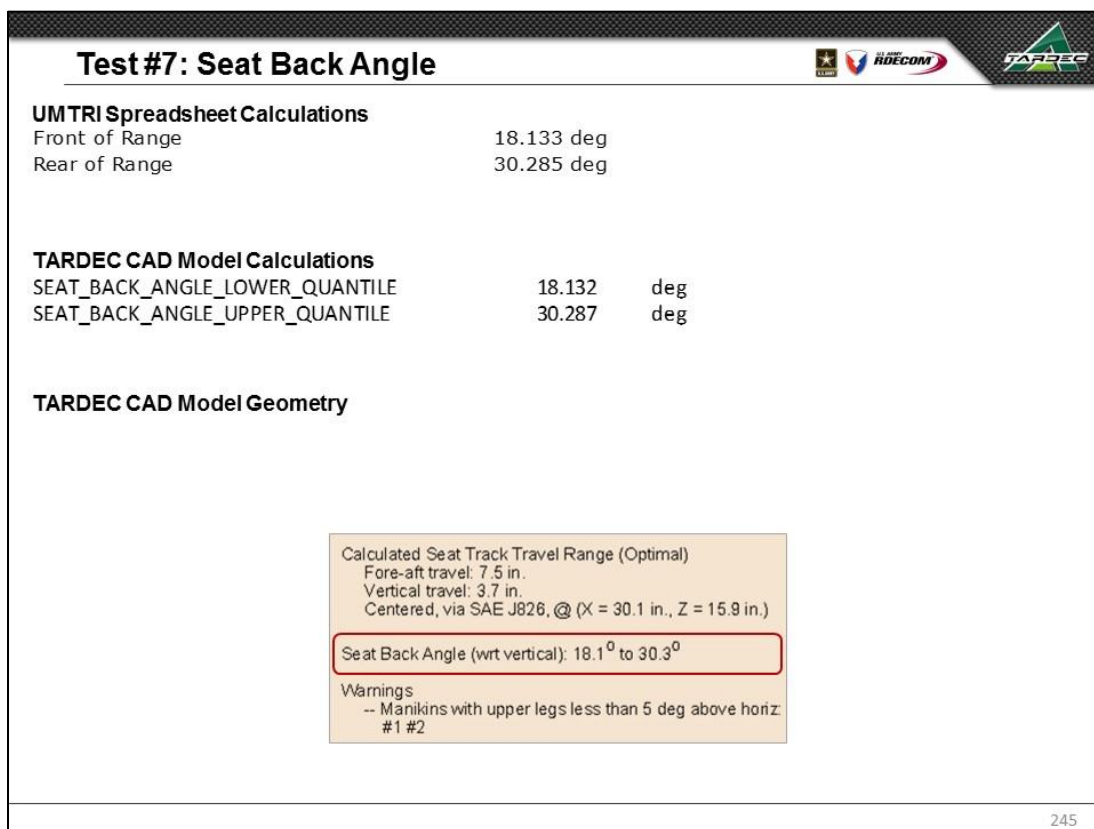 Test #7: Seat Back Angle
U.S. ARMY
U.S. ARMY
RDECOM
TARDEC
UMTRI Spreadsheet Calculations
Front of Range 18.133 deg
Rear of Range 30.285 deg
TARDEC CAD Model Calculations
SEAT_BACK_ANGLE_LOWER_QUANTILE 18.132 deg
SEAT_BACK_ANGLE_UPPER_QUANTILE 30.287 deg
TARDEC CAD Model Geometry
Calculated Seat Track Travel Range (Optimal)
Fore-aft travel: 7.5 in.
Vertical travel: 3.7 in.
Centered, via SAE J826, @ (X = 30.1 in., Z = 15.9 in.)
Seat Back Angle (wrt vertical): 18.1⁰ to 30.3⁰
Warnings
-- Manikins with upper legs less than 5 deg above horiz:
#1 #2
245